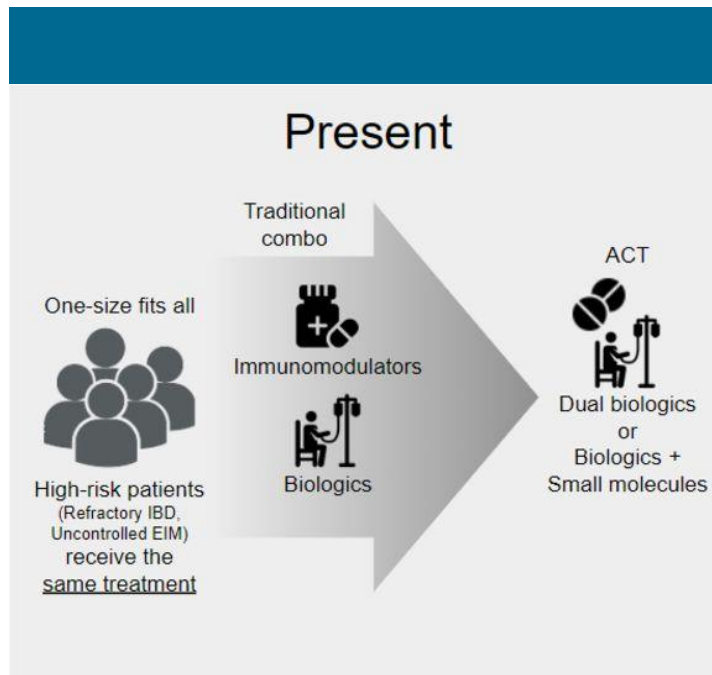 Present
Traditional
combo
One-size fits all
Immunomodulators
Biologics
High-risk patients
(Refractory IBD,
Uncontrolled EIM)
receive the
same treatment
ACT
Dual biologics
or
Biologics +
Small molecules